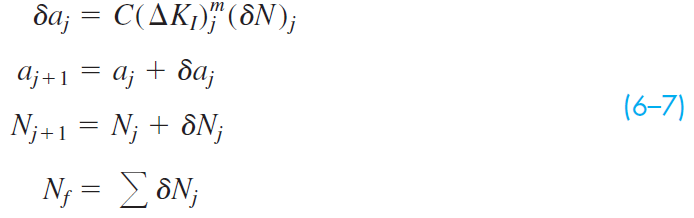 δa_j = C(ΔK_I)_j^m(δN)_j
a_{j+1} = a_j + δa_j
(6–7)
N_{j+1} = N_j + δN_j
N_f = ∑ δN_j